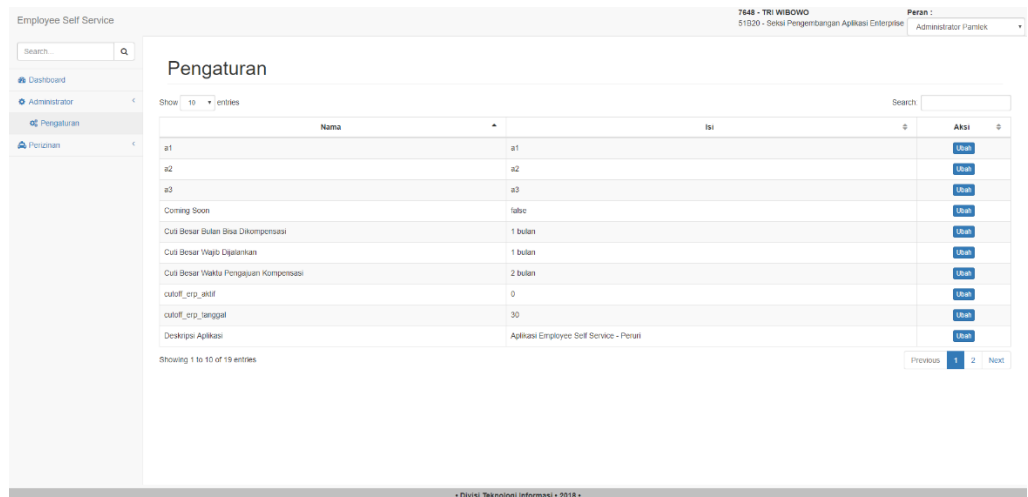 Employee Self Service
7648 - TRI WIBOWO
51B20 - Seksi Pengembangan Aplikasi Enterprise
Peran :
Administrator Pamlek
Search...
Dashboard
Administrator
Pengaturan
Perizinan
Pengaturan
Show 10 entries
Search:
Nama Isi Aksi
a1 a1 Ubah
a2 a2 Ubah
a3 a3 Ubah
Coming Soon false Ubah
Cuti Besar Bulan Bisa Dikompensasi 1 bulan Ubah
Cuti Besar Wajib Dijalankan 1 bulan Ubah
Cuti Besar Waktu Pengajuan Kompensasi 2 bulan Ubah
cutoff_erp_aktif 0 Ubah
cutoff_erp_tanggal 30 Ubah
Deskripsi Aplikasi Aplikasi Employee Self Service - Peruri Ubah
Showing 1 to 10 of 19 entries
Previous 1 2 Next
• Divisi Teknologi Informasi • 2018 •